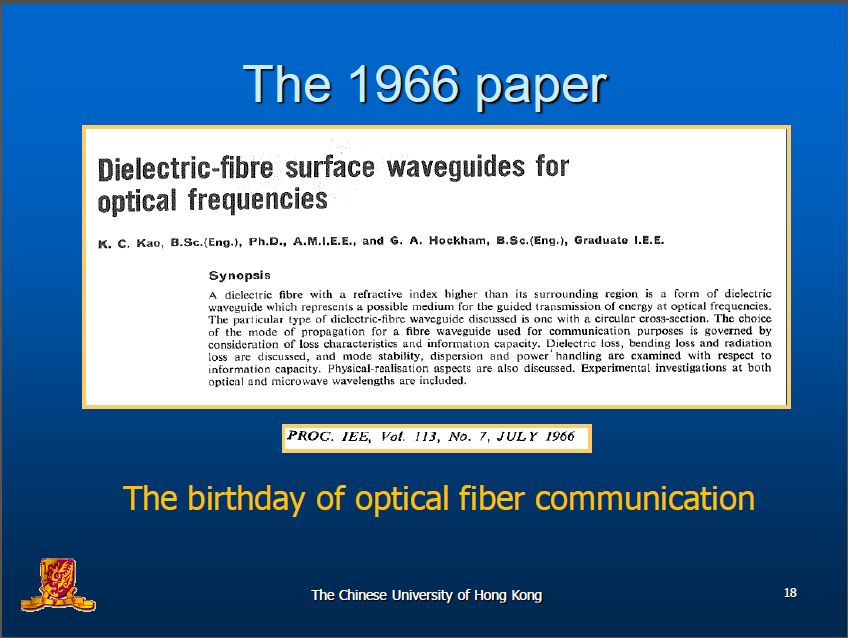 The 1966 paper
Dielectric-fibre surface waveguides for
optical frequencies
K. C. Kao, B.Sc.(Eng.), Ph.D., A.M.I.E.E., and G. A. Hockham, B.Sc.(Eng.), Graduate I.E.E.
Synopsis
A dielectric fibre with a refractive index higher than its surrounding region is a form of dielectric
waveguide which represents a possible medium for the guided transmission of energy at optical frequencies.
The particular type of dielectric-fibre waveguide discussed is one with a circular cross-section. The choice
of the mode of propagation for a fibre waveguide used for communication purposes is governed by
consideration of loss characteristics and information capacity. Dielectric loss, bending loss and radiation
loss are discussed, and mode stability, dispersion and power handling are examined with respect to
information capacity. Physical-realisation aspects are also discussed. Experimental investigations at both
optical and microwave wavelengths are included.
PROC. IEE, Vol. 113, No. 7, JULY 1966
The birthday of optical fiber communication
The Chinese University of Hong Kong
18